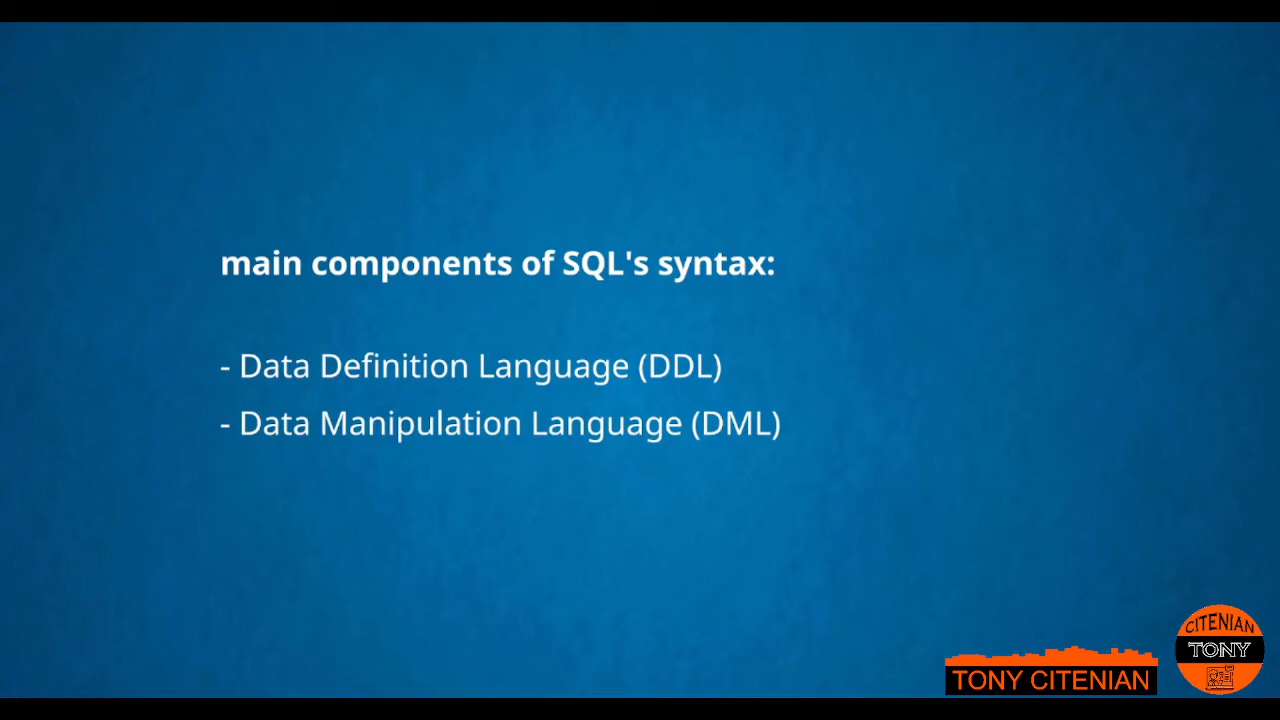 main components of SQL's syntax:
- Data Definition Language (DDL)
- Data Manipulation Language (DML)
CITENIAN
TONY
TONY CITENIAN